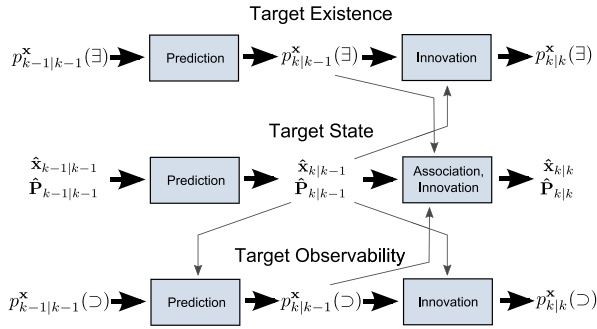 Target Existence
p^x_{k-1|k-1}(∃) Prediction p^x_{k|k-1}(∃) Innovation p^x_{k|k}(∃)
Target State
x̂_{k-1|k-1} x̂_{k|k-1} x̂_{k|k}
P̂_{k-1|k-1} Prediction P̂_{k|k-1} Association, Innovation P̂_{k|k}
Target Observability
p^x_{k-1|k-1}(⊃) Prediction p^x_{k|k-1}(⊃) Innovation p^x_{k|k}(⊃)